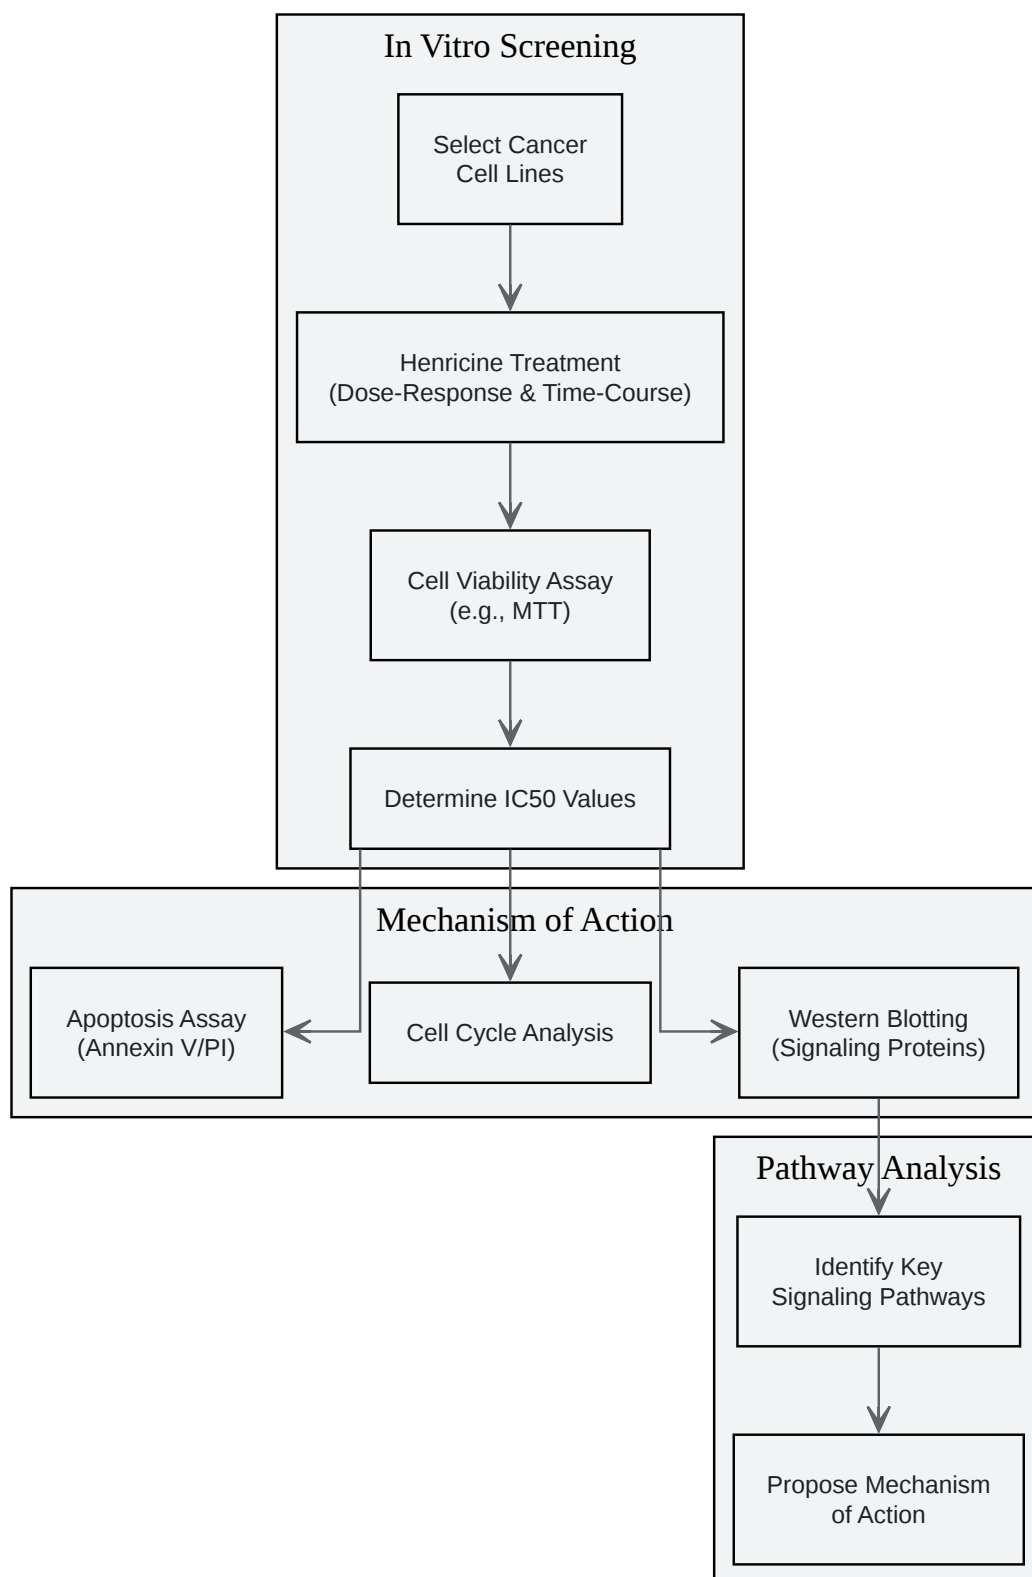 In Vitro Screening
Select Cancer
Cell Lines
Henricine Treatment
(Dose-Response & Time-Course)
Cell Viability Assay
(e.g., MTT)
Determine IC50 Values
Mechanism of Action
Apoptosis Assay
(Annexin V/PI)
Cell Cycle Analysis
Western Blotting
(Signaling Proteins)
Pathway Analysis
Identify Key
Signaling Pathways
Propose Mechanism
of Action